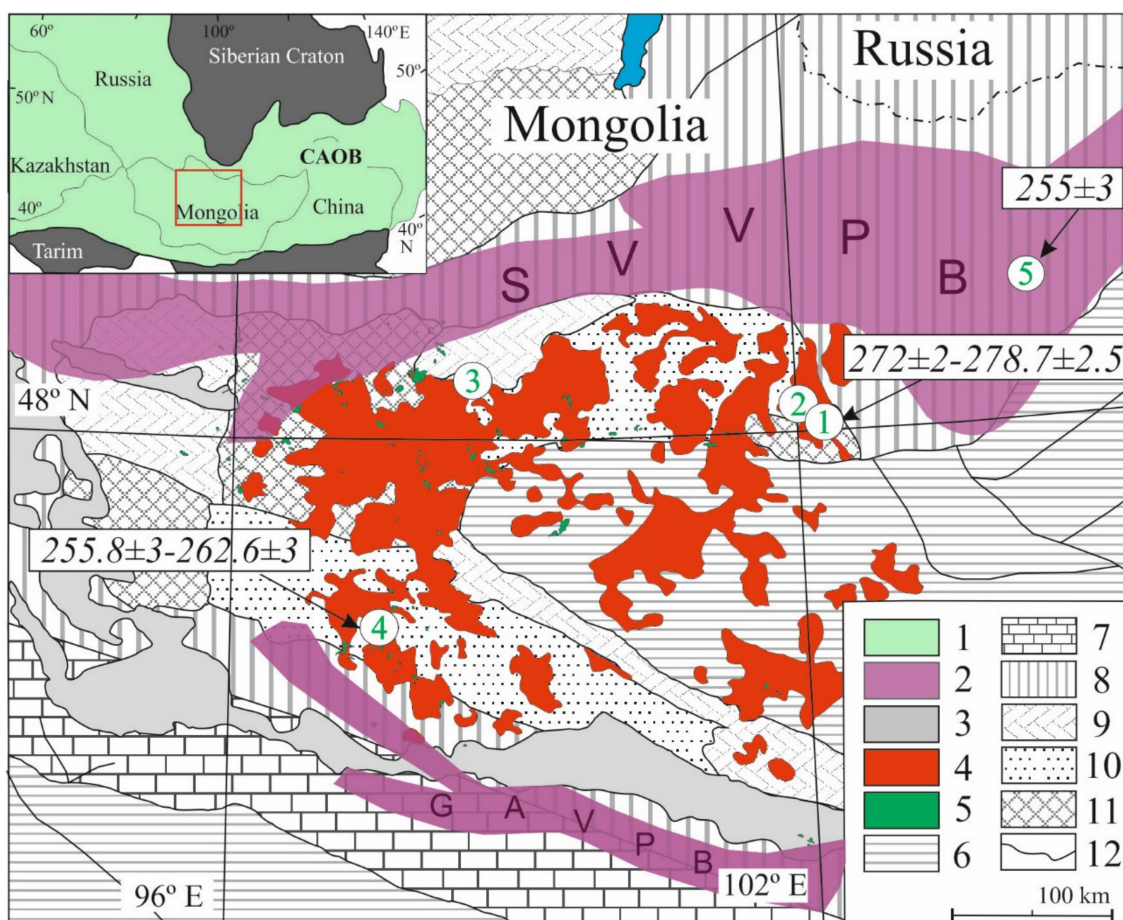 60°
100°
140°E
Siberian Craton
Russia
50°
50° N
CAOB
Kazakhstan
Mongolia
China
40°
40°
N
Tarim
Mongolia
Russia
S V V P B
255±3
5
272±2-278.7±2.5
3
48° N
2
1
255.8±3-262.6±3
4
G A V P B
96° E
102° E
1 7
2 8
3 9
4 10
5 11
6 12
100 km